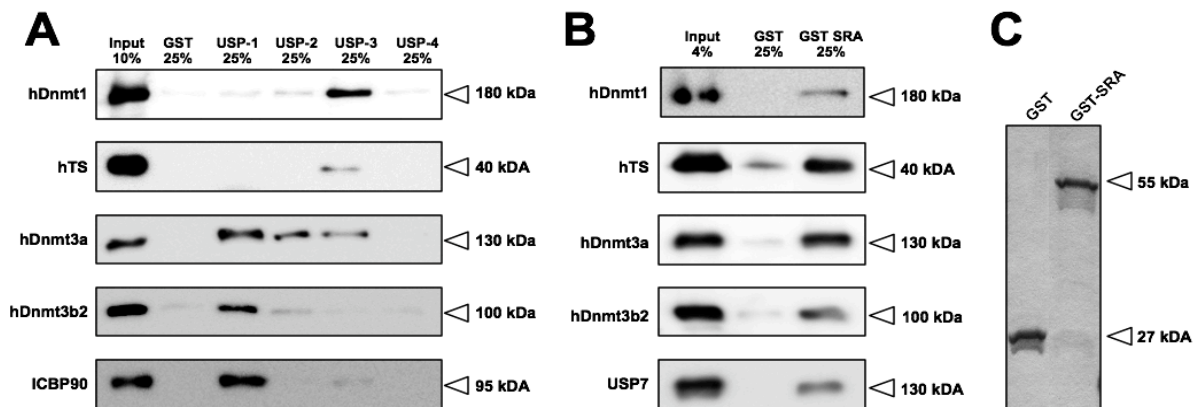 A
Input GST USP-1 USP-2 USP-3 USP-4
10% 25% 25% 25% 25% 25%
hDnmt1 180 kDa
hTS 40 kDA
hDnmt3a 130 kDa
hDnmt3b2 100 kDa
ICBP90 95 kDA
B
Input GST GST SRA
4% 25% 25%
hDnmt1 180 kDa
hTS 40 kDA
hDnmt3a 130 kDa
hDnmt3b2 100 kDa
USP7 130 kDA
C
GST GST-SRA
55 kDa
27 kDA